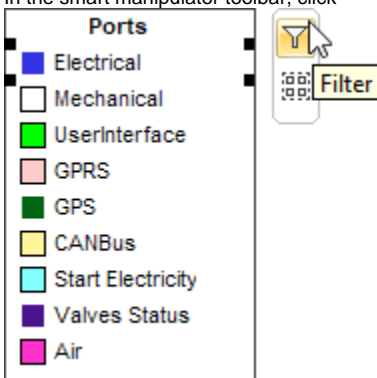 In the smart manipulator toolbar, click
Ports
Electrical
Mechanical
UserInterface
GPRS
GPS
CANBus
Start Electricity
Valves Status
Air
Filter